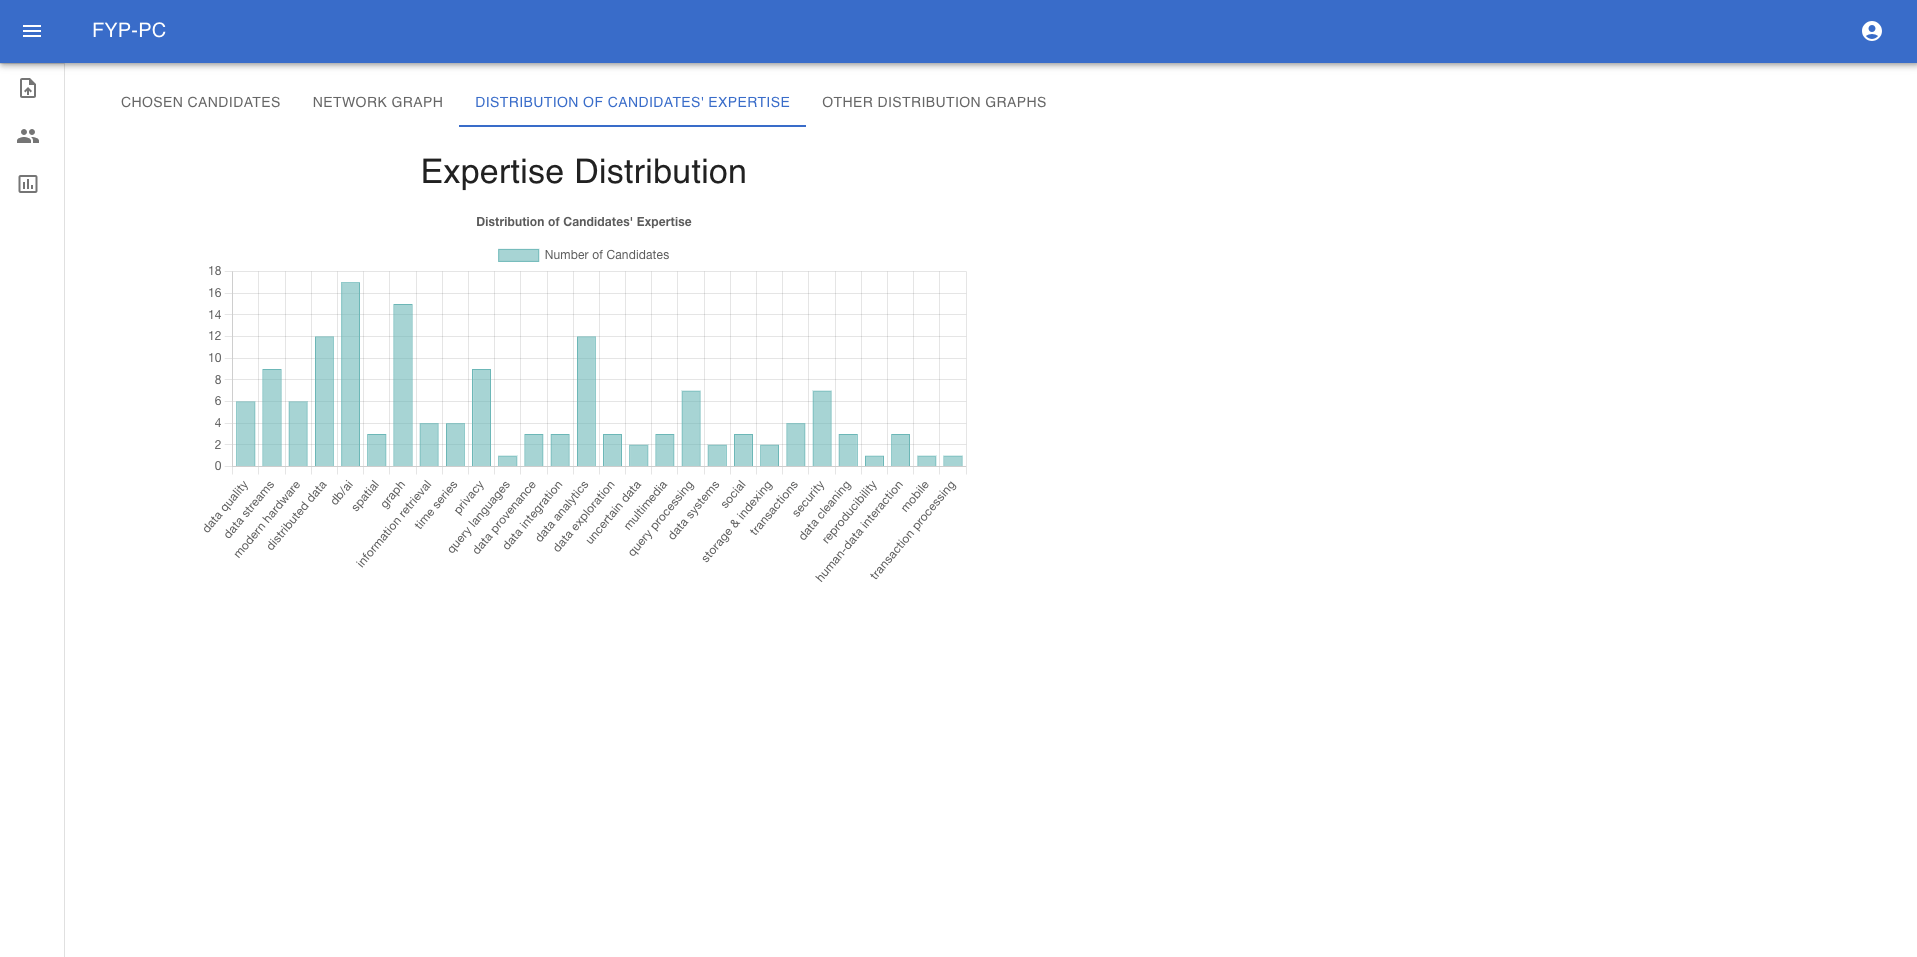 FYP-PC
CHOSEN CANDIDATES NETWORK GRAPH DISTRIBUTION OF CANDIDATES' EXPERTISE OTHER DISTRIBUTION GRAPHS
Expertise Distribution
Distribution of Candidates' Expertise
Number of Candidates
18
16
14
12
10
8
6
4
2
0
data quality
data streams
modern hardware
distributed data
db/ai
spatial
graph
information retrieval
time series
privacy
query languages
data provenance
data integration
data analytics
data exploration
uncertain data
multimedia
query processing
data systems
social
storage & indexing
transactions
security
data cleaning
reproducibility
human-data interaction
mobile
transaction processing